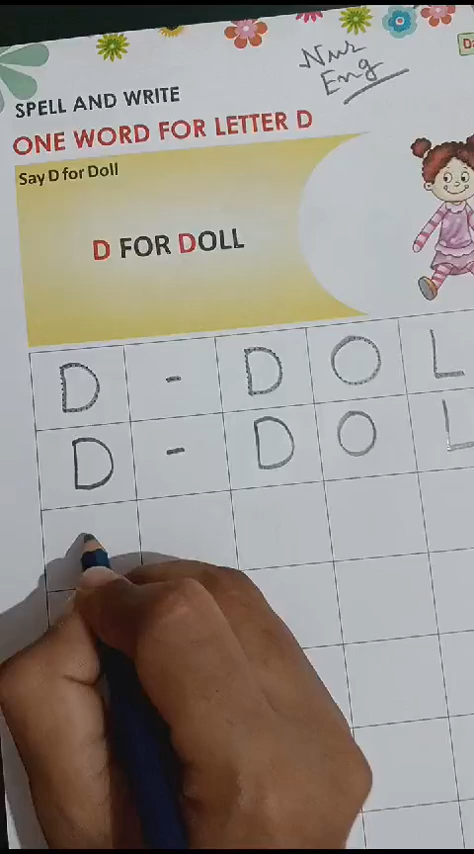 Nur
Eng
SPELL AND WRITE
ONE WORD FOR LETTER D
Say D for Doll
D FOR DOLL
D - D O L
D - D O L